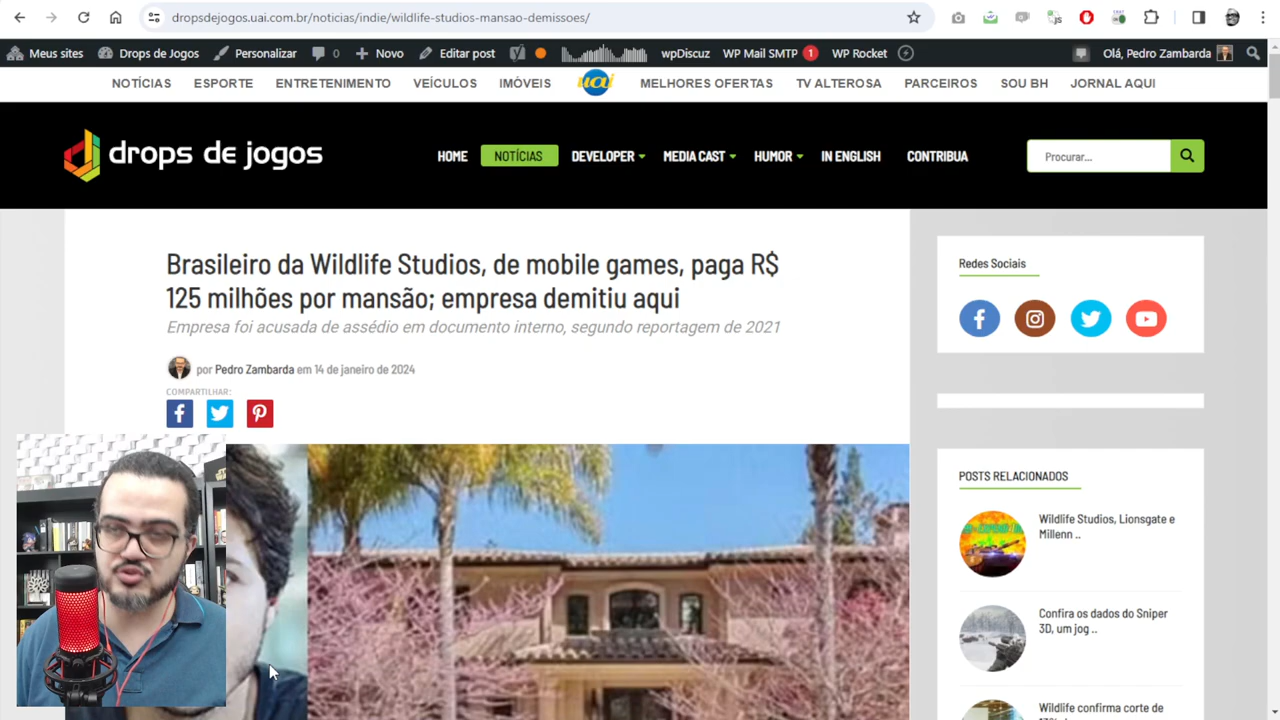 dropsdejogos.uai.com.br/noticias/indie/wildlife-studios-mansao-demissoes/
Meus sites Drops de Jogos Personalizar 0 Novo Editar post wpDiscuz WP Mail SMTP 1 WP Rocket Olá, Pedro Zambarda
NOTÍCIAS ESPORTE ENTRETENIMENTO VEÍCULOS IMÓVEIS uai MELHORES OFERTAS TV ALTEROSA PARCEIROS SOU BH JORNAL AQUI
drops de jogos HOME NOTÍCIAS DEVELOPER MEDIA CAST HUMOR IN ENGLISH CONTRIBUA Procurar...
Brasileiro da Wildlife Studios, de mobile games, paga R$
125 milhões por mansão; empresa demitiu aqui
Empresa foi acusada de assédio em documento interno, segundo reportagem de 2021
por Pedro Zambarda em 14 de janeiro de 2024
COMPARTILHAR:
Redes Sociais
POSTS RELACIONADOS
Wildlife Studios, Lionsgate e
Millenn ..
Confira os dados do Sniper
3D, um jog ..
Wildlife confirma corte de